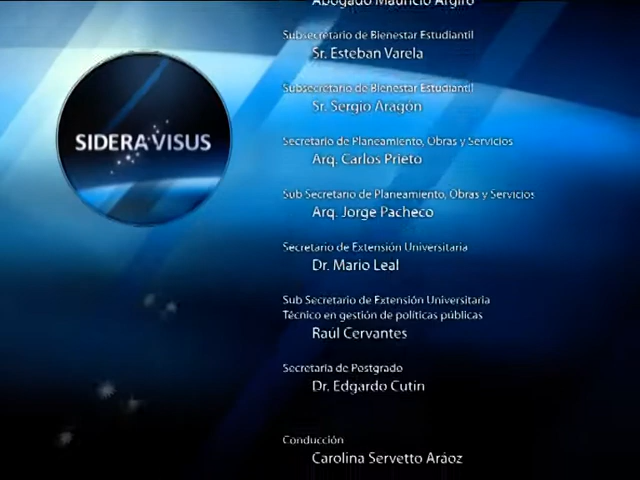 Abogado Mauricio Argiró
Subsecretario de Bienestar Estudiantil
Sr. Esteban Varela
Subsecretario de Bienestar Estudiantil
Sr. Sergio Aragón
SIDERA VISUS
Secretario de Planeamiento, Obras y Servicios
Arq. Carlos Prieto
Sub Secretario de Planeamiento, Obras y Servicios
Arq. Jorge Pacheco
Secretario de Extensión Universitaria
Dr. Mario Leal
Sub Secretario de Extensión Universitaria
Técnico en gestión de políticas públicas
Raúl Cervantes
Secretaria de Postgrado
Dr. Edgardo Cutin
Conducción
Carolina Servetto Aráoz